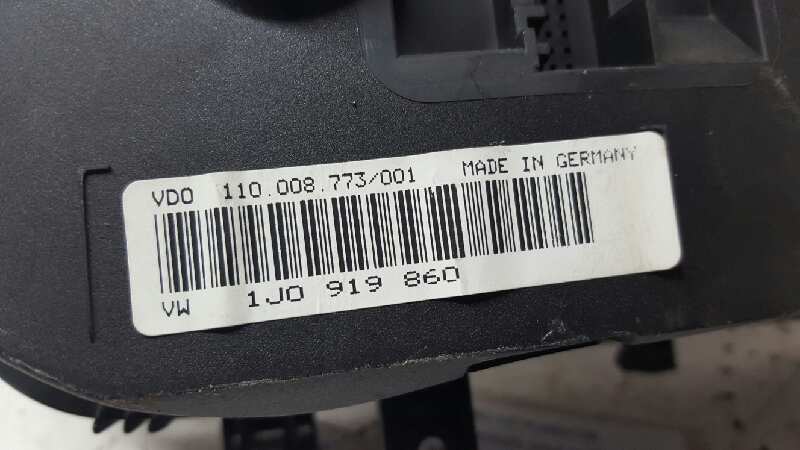 VDO 110.008.773/001 MADE IN GERMANY
VW 1J0 919 860